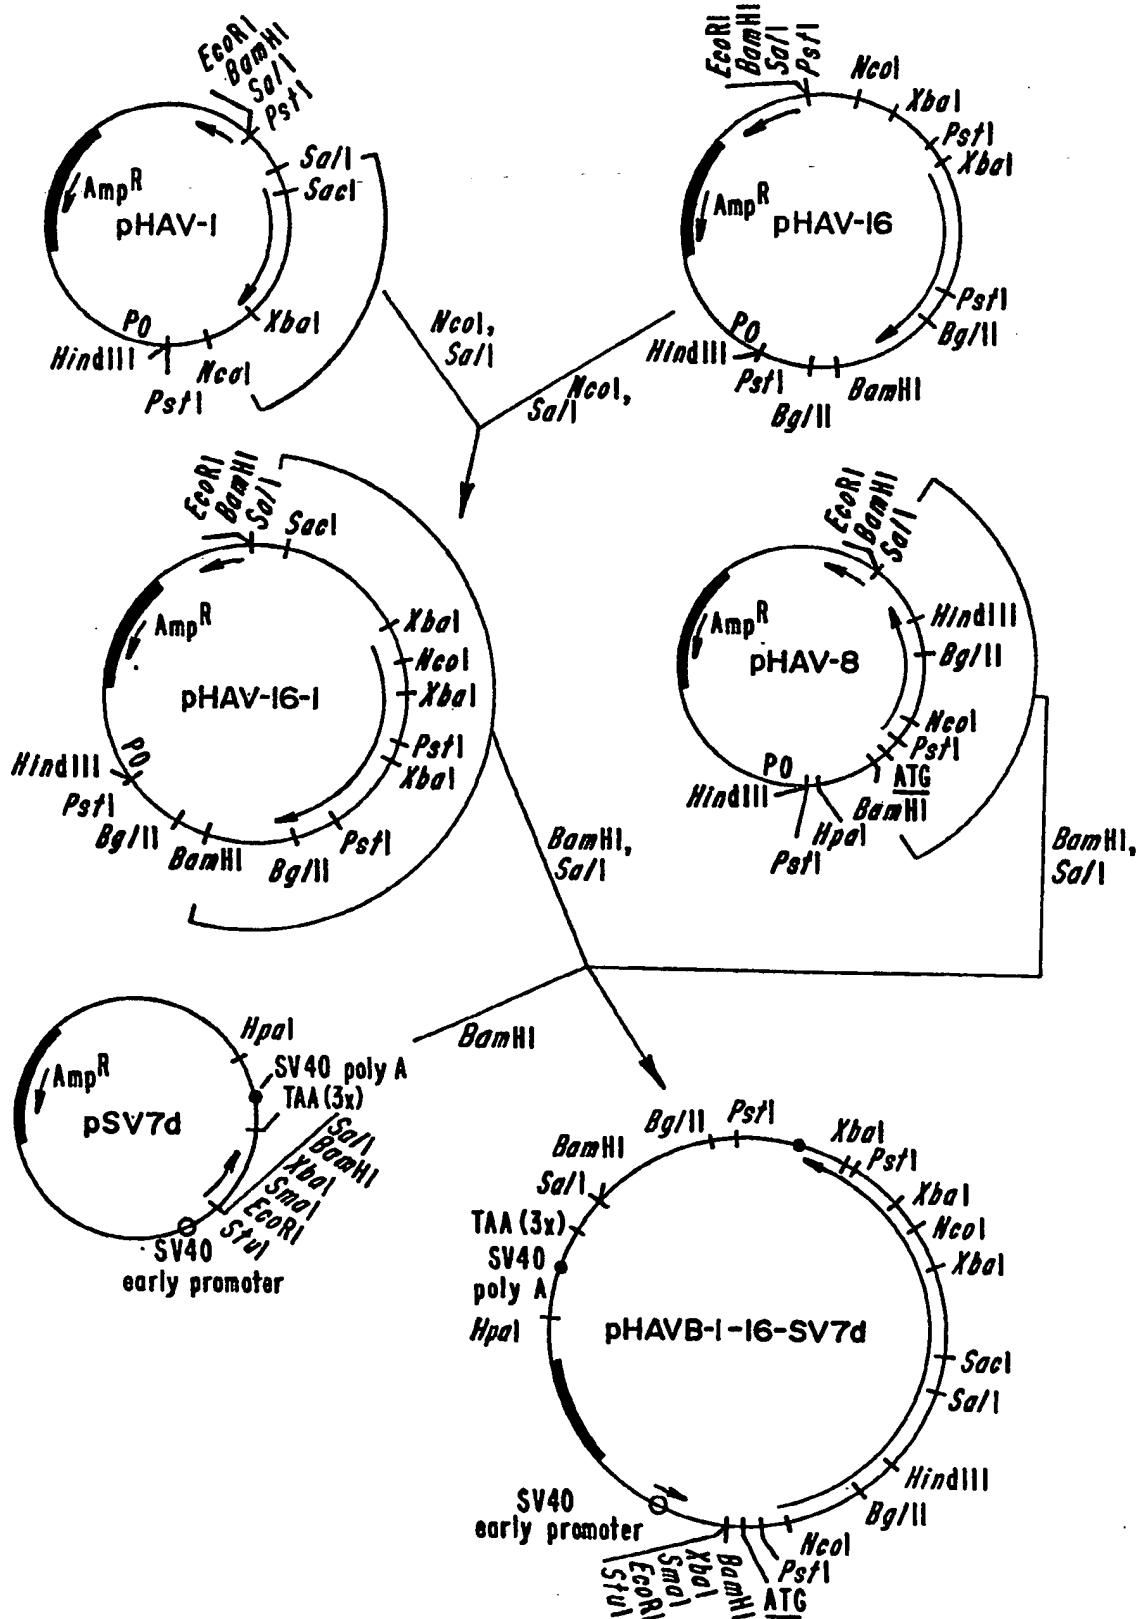 EcoRI
BamHI
SalI
PstI
SalI
SacI
AmpR
pHAV-1
XbaI
PO
HindIII
NcoI
PstI
EcoRI
BamHI
SalI
PstI
NcoI
XbaI
PstI
XbaI
AmpR
pHAV-16
PstI
BglII
PO
HindIII
PstI
BamHI
BglII
NcoI,
SalI
NcoI,
SalI
EcoRI
BamHI
SalI
SacI
AmpR
XbaI
NcoI
pHAV-16-1
XbaI
PstI
XbaI
PO
HindIII
PstI
BglII
BamHI
BglII
PstI
EcoRI
BamHI
SalI
HindIII
AmpR
pHAV-8
BglII
NcoI
PstI
ATG
BamHI
PO
HindIII
HpaI
PstI
BamHI,
SalI
BamHI,
SalI
BamHI
HpaI
SV40 poly A
AmpR
TAA (3x)
pSV7d
SalI
BamHI
XbaI
SmaI
EcoRI
StuI
SV40
early promoter
BglII
PstI
XbaI
PstI
BamHI
SalI
XbaI
NcoI
TAA (3x)
SV40
poly A
XbaI
HpaI
pHAVB-1-16-SV7d
SacI
SalI
HindIII
BglII
SV40
early promoter
NcoI
PstI
ATG
BamHI
XbaI
SmaI
EcoRI
StuI